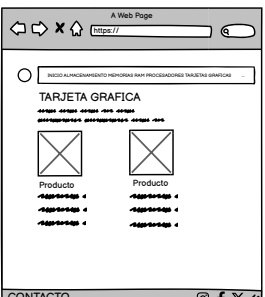 A Web Page
https://
INICIO ALMACENAMIENTO MEMORIAS RAM PROCESADORES TARJETAS GRAFICAS ...
TARJETA GRAFICA
Producto
Producto
CONTACTO